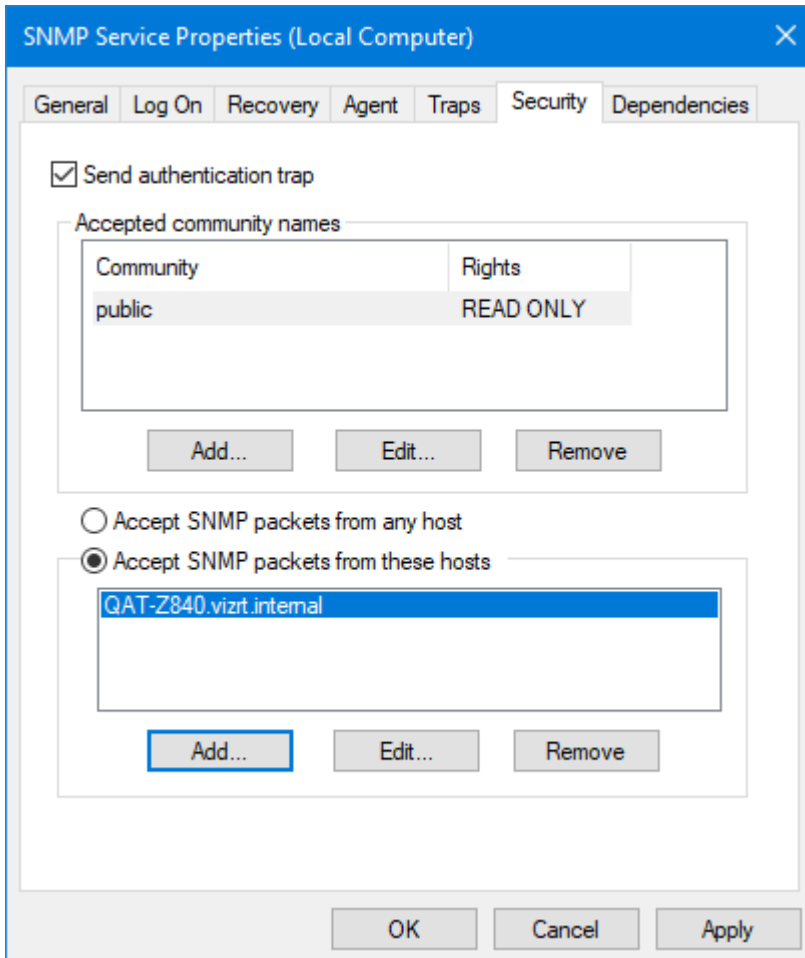 SNMP Service Properties (Local Computer)
General Log On Recovery Agent Traps Security Dependencies
Send authentication trap
Accepted community names
Community Rights
public READ ONLY
Add... Edit... Remove
Accept SNMP packets from any host
Accept SNMP packets from these hosts
QAT-Z840.vizrt.internal
Add... Edit... Remove
OK Cancel Apply